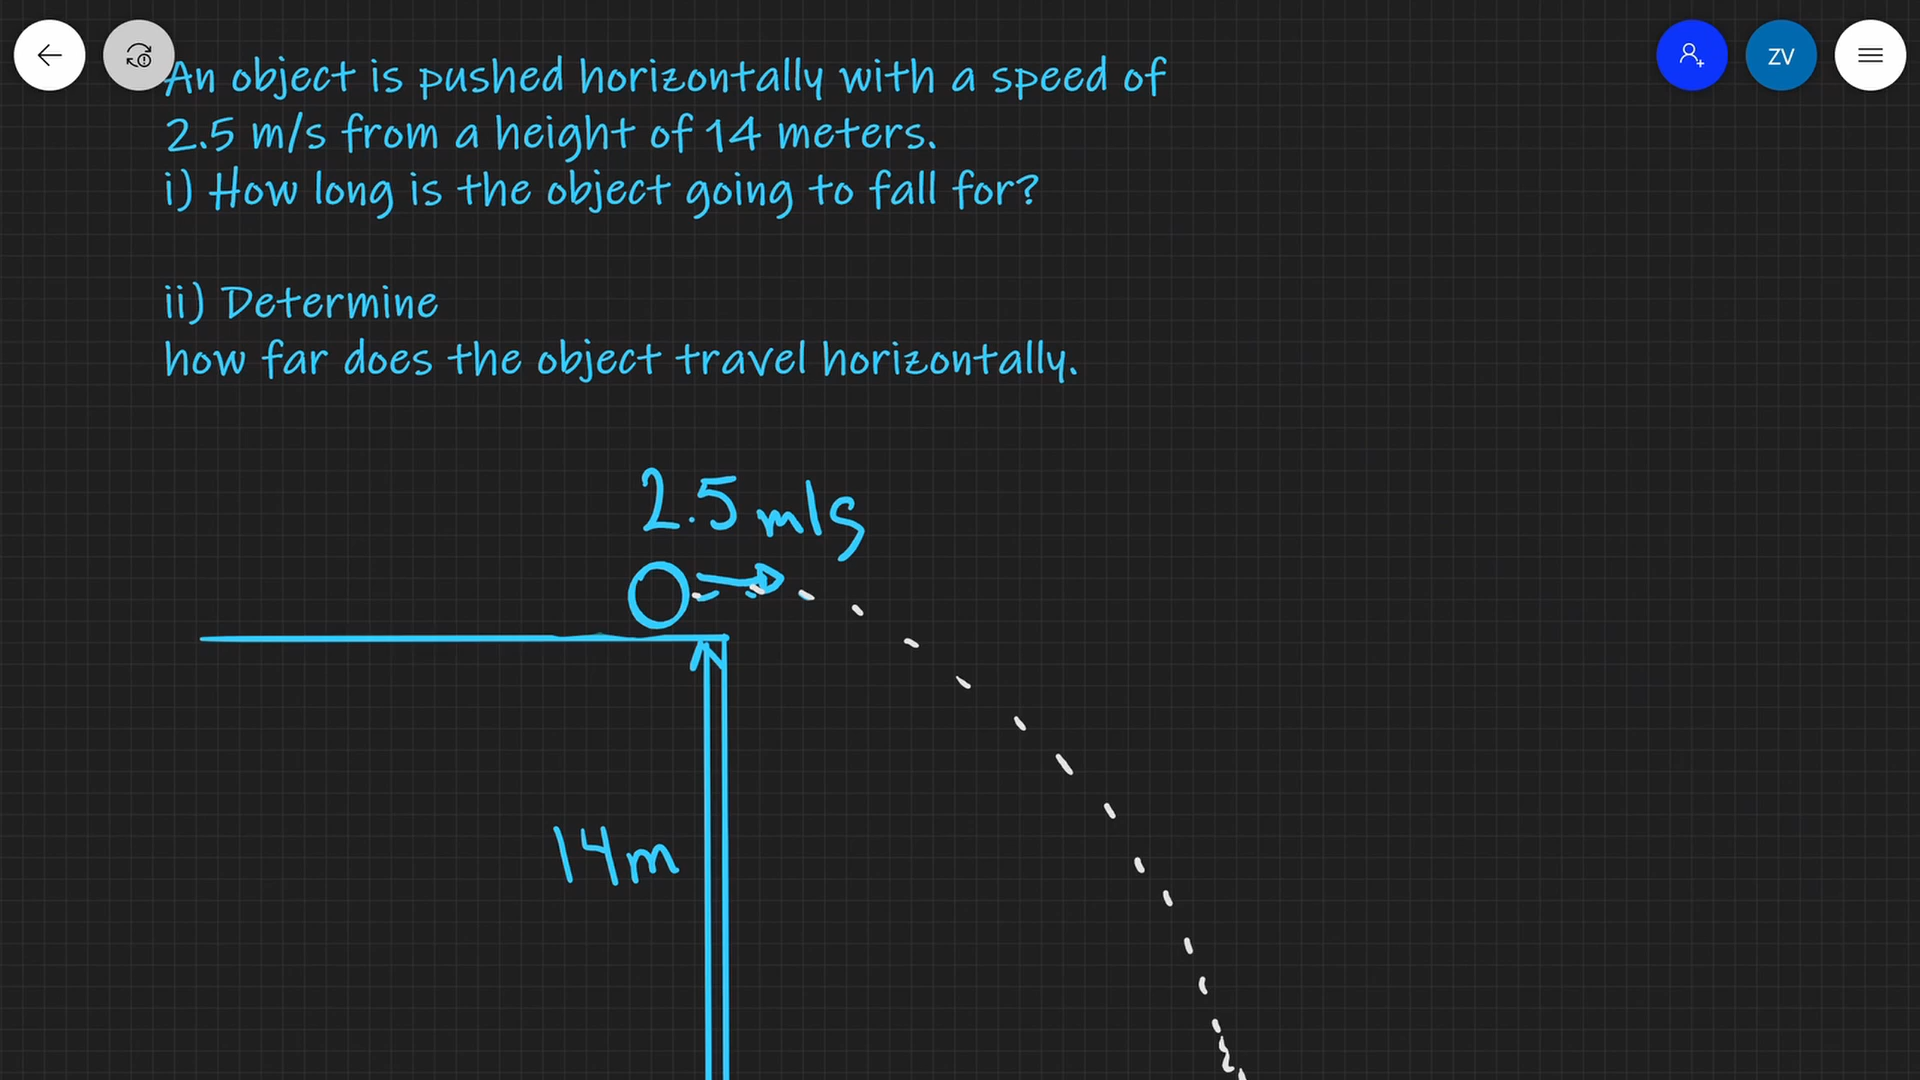 ZV
An object is pushed horizontally with a speed of
2.5 m/s from a height of 14 meters.
i) How long is the object going to fall for?
ii) Determine
how far does the object travel horizontally.
2.5 m/s
14m